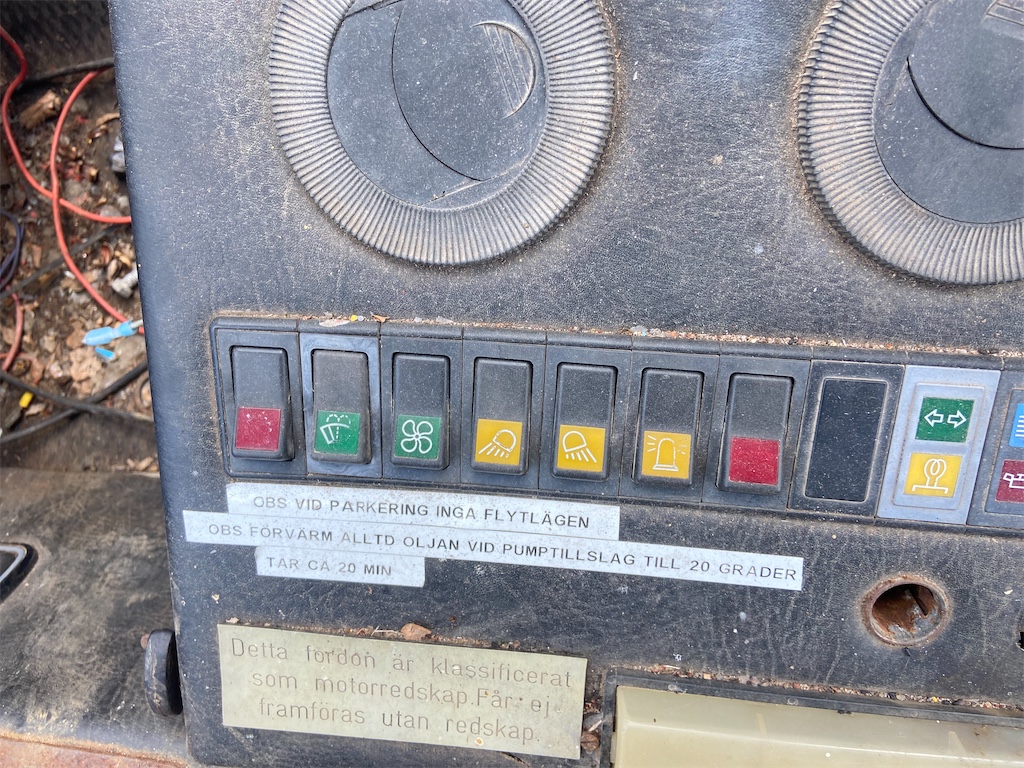 OBS VID PARKERING INGA FLYTLÄGEN
OBS FÖRVÄRM ALLTD OLJAN VID PUMPTILLSLAG TILL 20 GRADER
TAR CA 20 MIN
Detta fordon är klassificerat
som motorredskap.Får ej
framföras utan redskap.